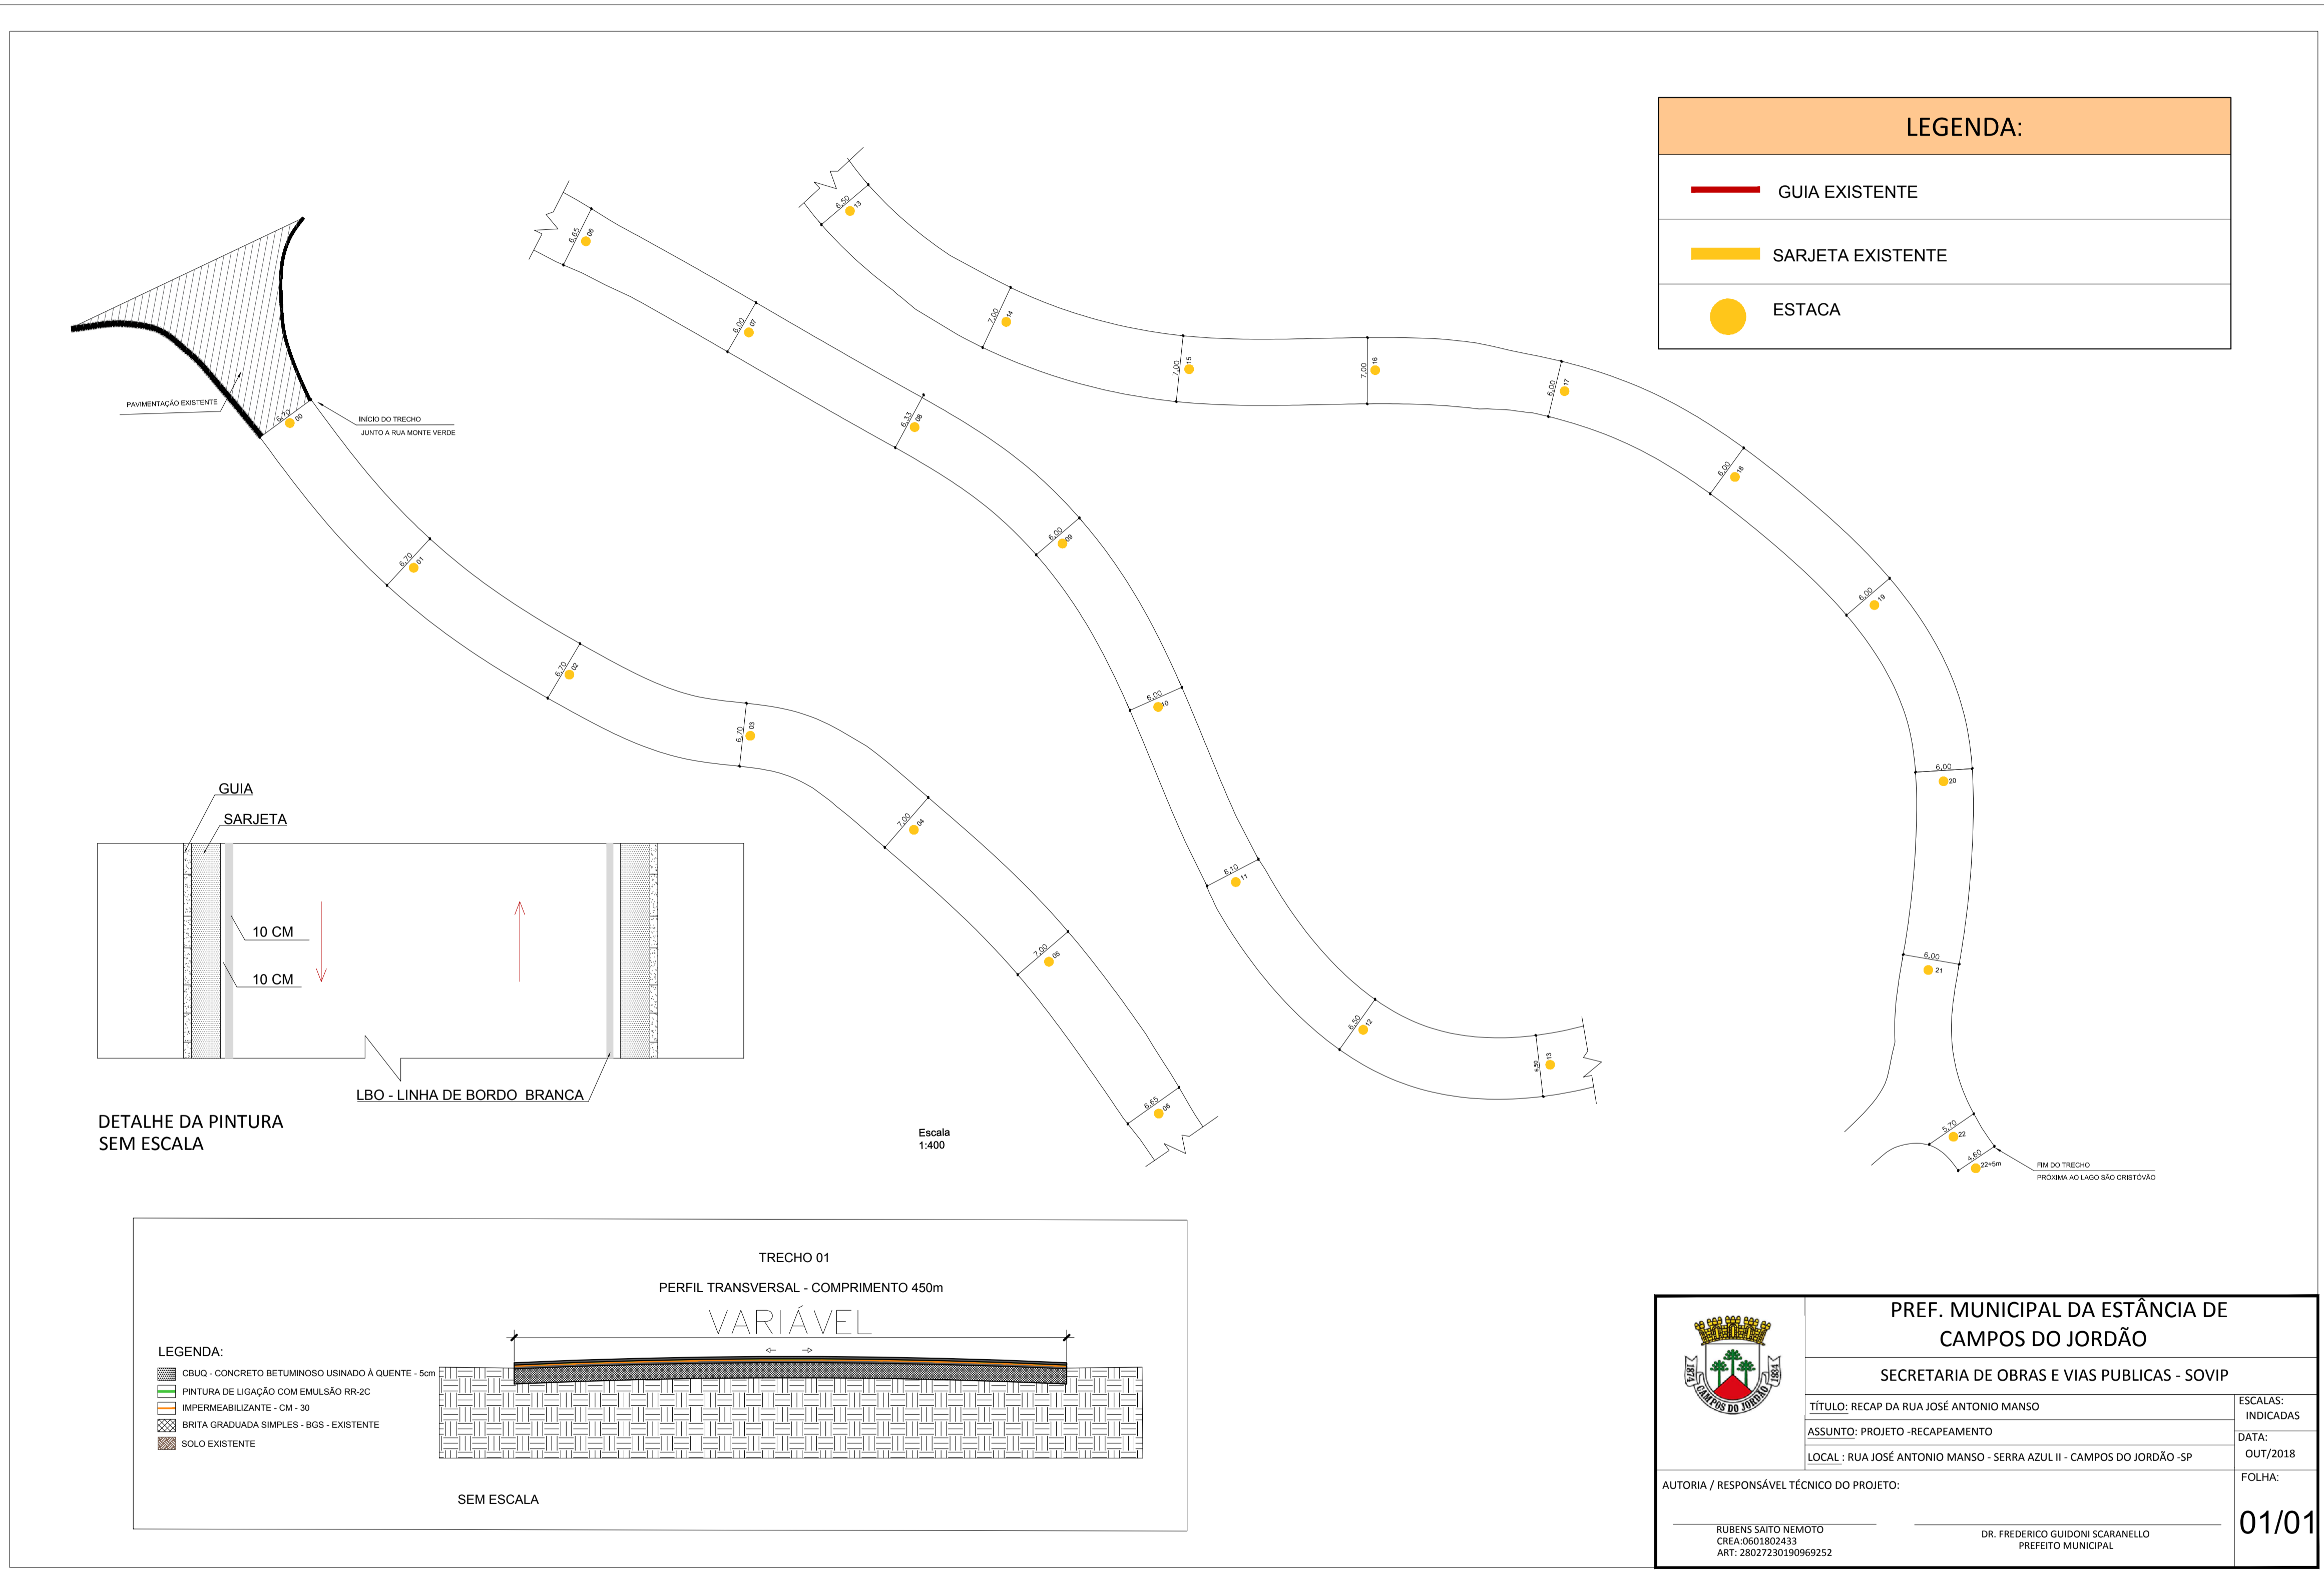 LEGENDA:
GUIA EXISTENTE
SARJETA EXISTENTE
ESTACA
PAVIMENTAÇÃO EXISTENTE
INÍCIO DO TRECHO
JUNTO A RUA MONTE VERDE
6,70
00
6,70
01
6,70
02
6,70
03
7,00
04
7,00
05
6,65
06
6,65
06
6,00
07
6,33
08
6,00
09
6,00
10
6,10
11
6,50
12
6,50
13
6,50
13
7,00
14
7,00
15
7,00
16
6,00
17
6,00
18
6,00
19
6,00
20
6,00
21
5,70
22
4,60
22+5m
FIM DO TRECHO
PRÓXIMA AO LAGO SÃO CRISTÓVÃO
GUIA
SARJETA
10 CM
10 CM
LBO - LINHA DE BORDO BRANCA
DETALHE DA PINTURA
SEM ESCALA
Escala
1:400
TRECHO 01
PERFIL TRANSVERSAL - COMPRIMENTO 450m
VARIÁVEL
LEGENDA:
CBUQ - CONCRETO BETUMINOSO USINADO À QUENTE - 5cm
PINTURA DE LIGAÇÃO COM EMULSÃO RR-2C
IMPERMEABILIZANTE - CM - 30
BRITA GRADUADA SIMPLES - BGS - EXISTENTE
SOLO EXISTENTE
SEM ESCALA
1874
1934
CAMPOS DO JORDÃO
PREF. MUNICIPAL DA ESTÂNCIA DE
CAMPOS DO JORDÃO
SECRETARIA DE OBRAS E VIAS PUBLICAS - SOVIP
TÍTULO: RECAP DA RUA JOSÉ ANTONIO MANSO
ASSUNTO: PROJETO -RECAPEAMENTO
LOCAL : RUA JOSÉ ANTONIO MANSO - SERRA AZUL II - CAMPOS DO JORDÃO -SP
ESCALAS:
INDICADAS
DATA:
OUT/2018
FOLHA:
01/01
AUTORIA / RESPONSÁVEL TÉCNICO DO PROJETO:
RUBENS SAITO NEMOTO
CREA:0601802433
ART: 28027230190969252
DR. FREDERICO GUIDONI SCARANELLO
PREFEITO MUNICIPAL